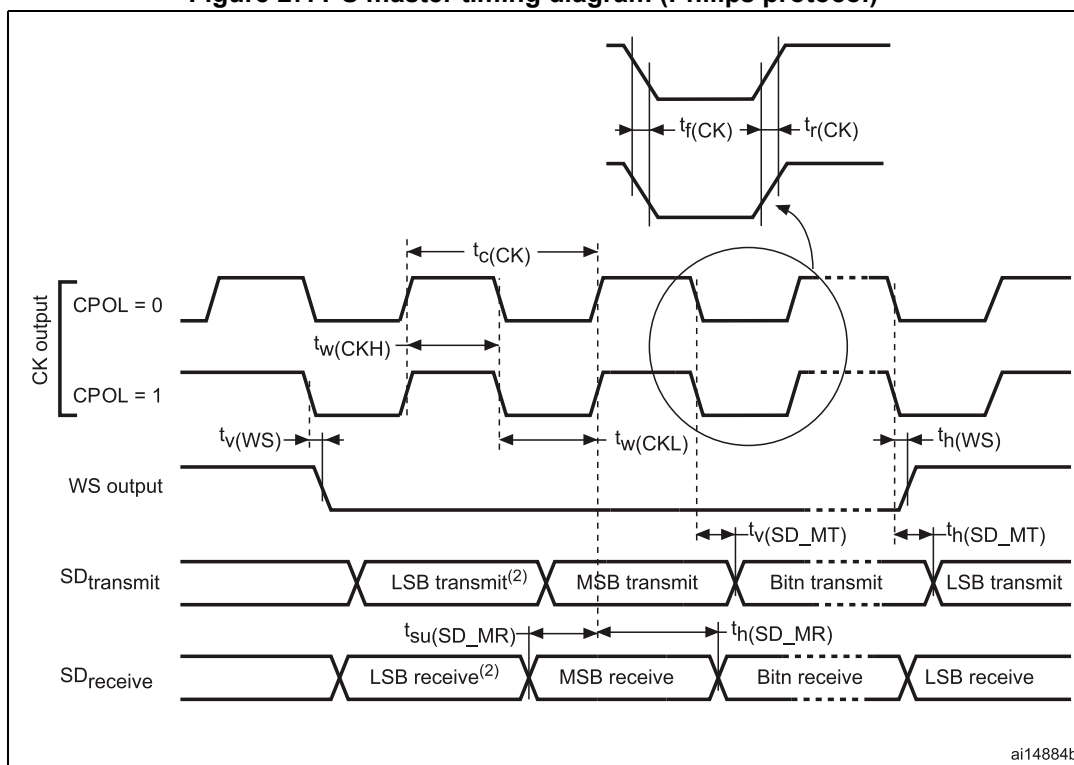 Figure 27. I²S master timing diagram (Philips protocol)
tf(CK)
tr(CK)
tc(CK)
CK output
CPOL = 0
tw(CKH)
CPOL = 1
tv(WS)
tw(CKL)
th(WS)
WS output
tv(SD_MT)
th(SD_MT)
SDtransmit
LSB transmit(2)
MSB transmit
Bitn transmit
LSB transmit
tsu(SD_MR)
th(SD_MR)
SDreceive
LSB receive(2)
MSB receive
Bitn receive
LSB receive
ai14884b